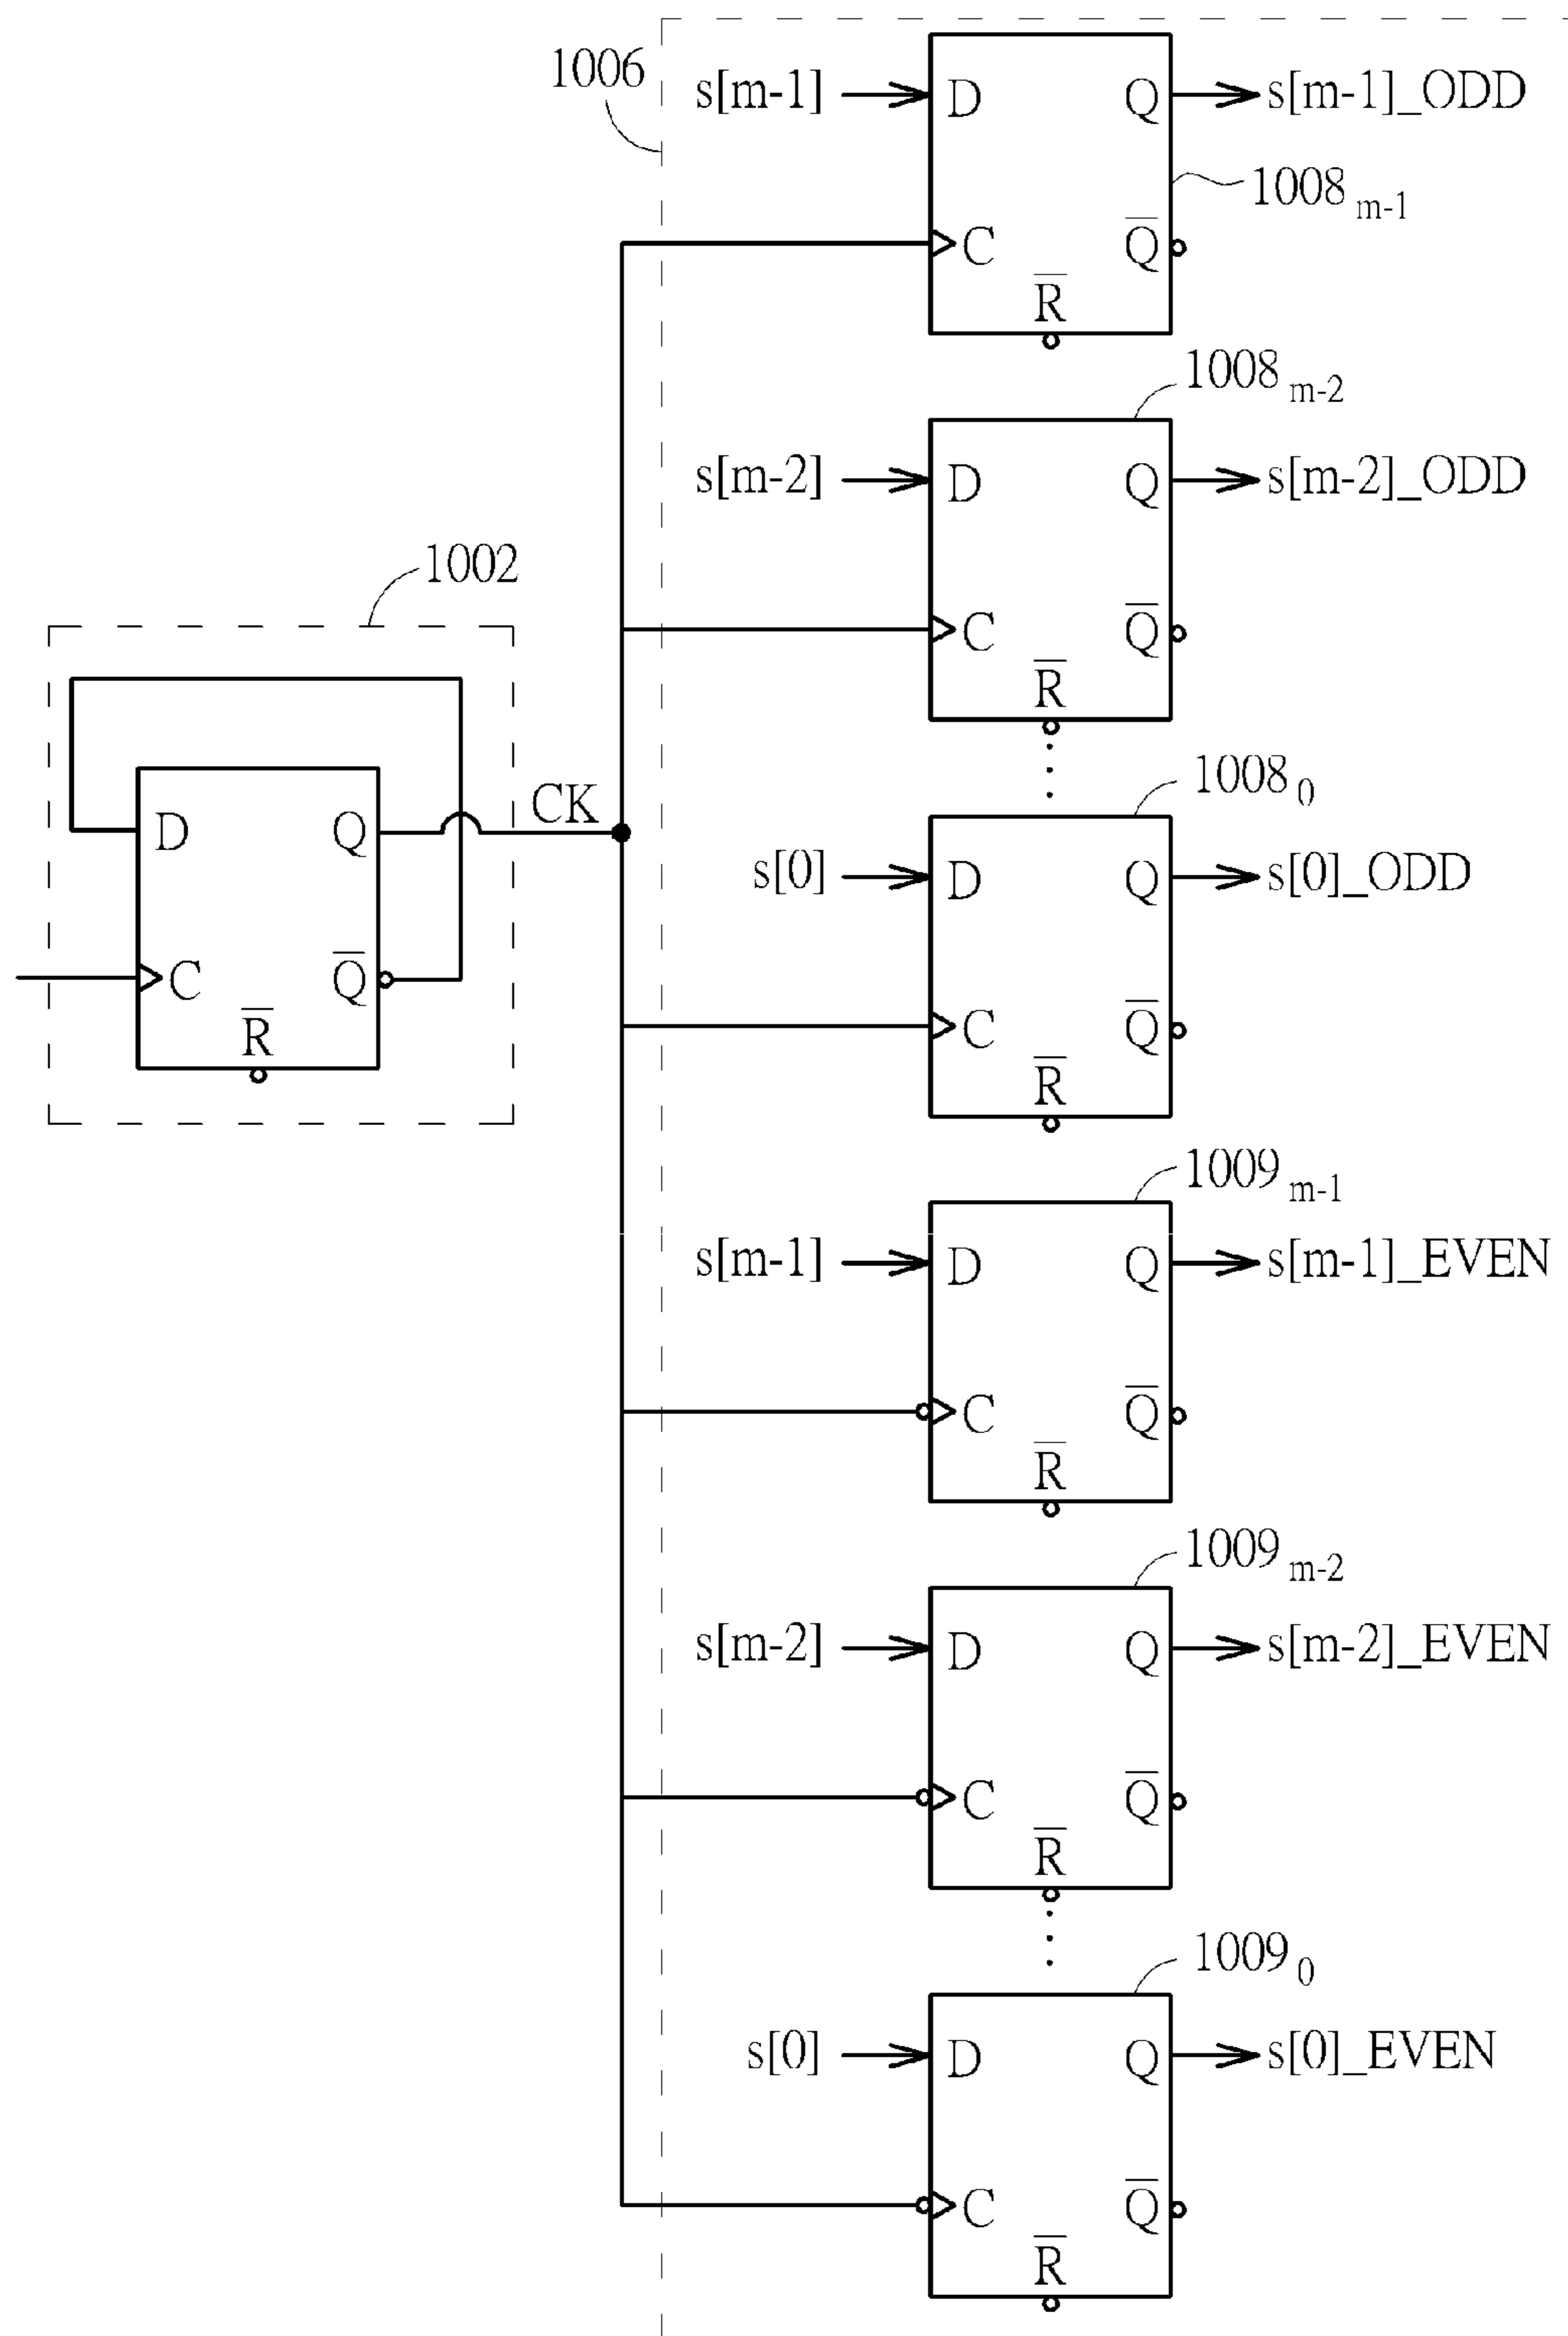 1006
s[m-1] D Q s[m-1]_ODD
1008 m-1
C Q̅
R̅
1008 m-2
s[m-2] D Q s[m-2]_ODD
1002
C Q̅
R̅
1008 0
CK
D Q
s[0] D Q s[0]_ODD
C Q̅
R̅
C Q̅
R̅
1009 m-1
s[m-1] D Q s[m-1]_EVEN
C Q̅
R̅
1009 m-2
s[m-2] D Q s[m-2]_EVEN
C Q̅
R̅
1009 0
s[0] D Q s[0]_EVEN
C Q̅
R̅